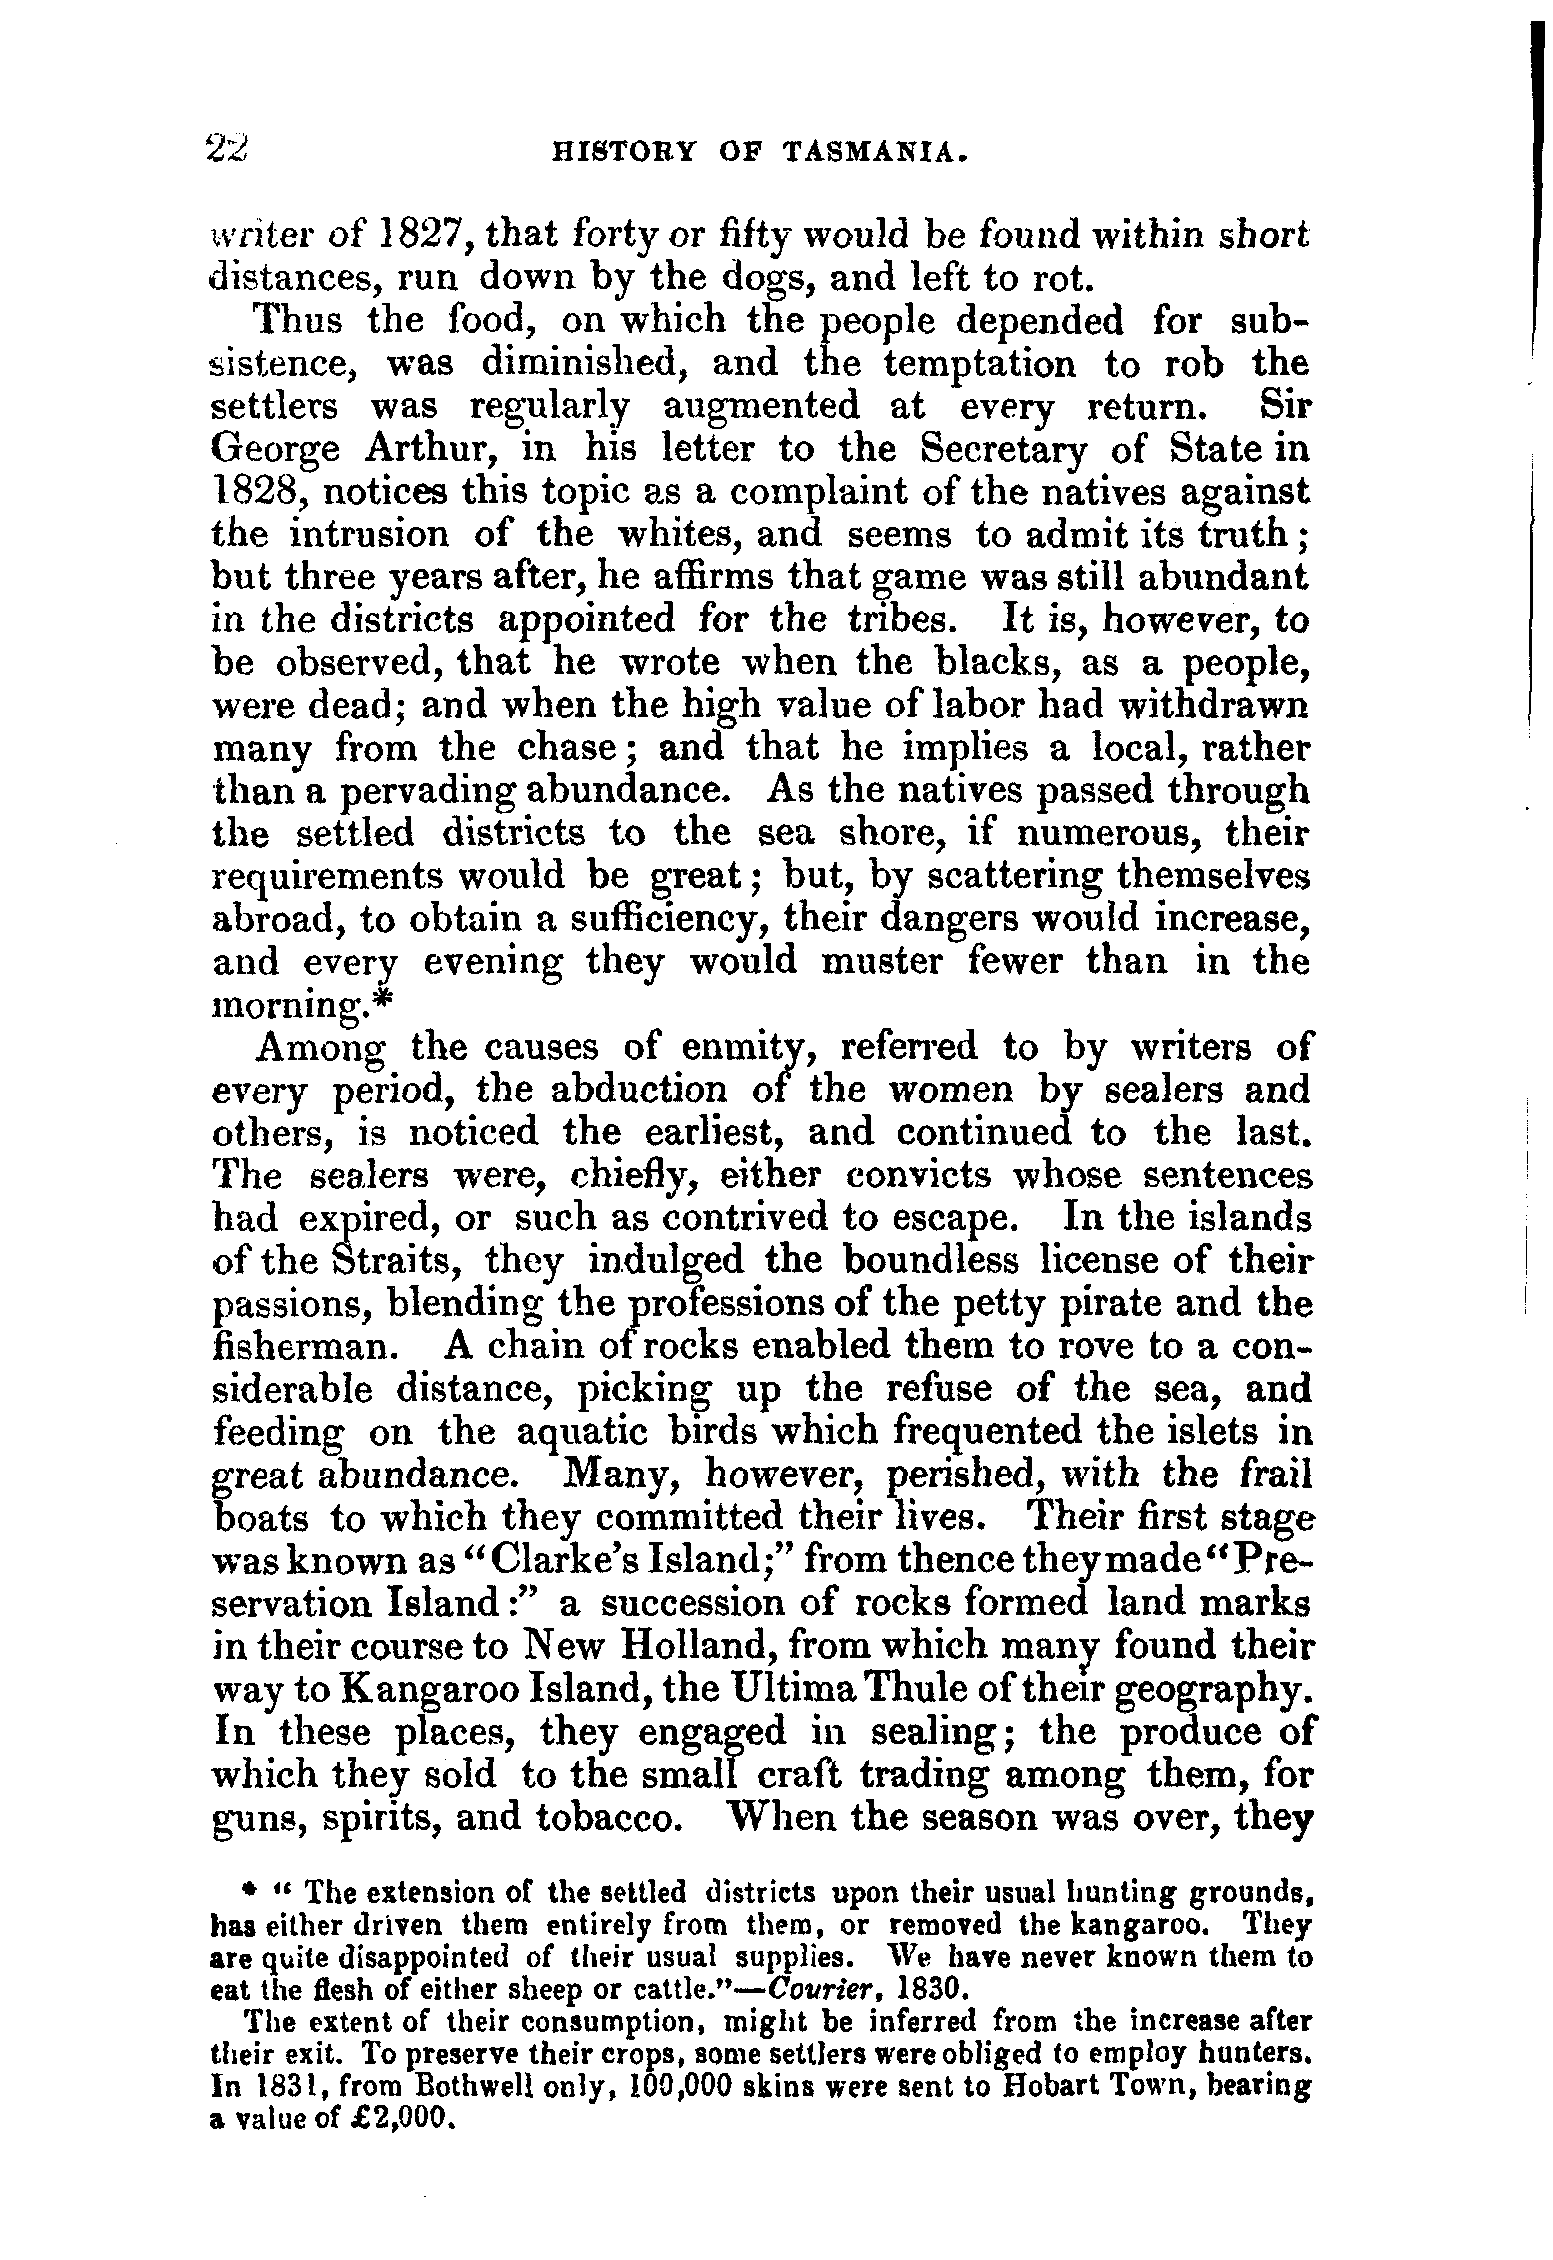 22 HISTORY OF TASMANIA.
writer of 1827, that forty or fifty would be found within short
distances, run down by the dogs, and left to rot.
Thus the food, on which the people depended for sub-
sistence, was diminished, and the temptation to rob the
settlers was regularly augmented at every return. Sir
George Arthur, in his letter to the Secretary of State in
1828, notices this topic as a complaint of the natives against
the intrusion of the whites, and seems to admit its truth;
but three years after, he affirms that game was still abundant
in the districts appointed for the tribes. It is, however, to
be observed, that he wrote when the blacks, as a people,
were dead; and when the high value of labor had withdrawn
many from the chase; and that he implies a local, rather
than a pervading abundance. As the natives passed through
the settled districts to the sea shore, if numerous, their
requirements would be great; but, by scattering themselves
abroad, to obtain a sufficiency, their dangers would increase,
and every evening they would muster fewer than in the
morning.*
Among the causes of enmity, referred to by writers of
every period, the abduction of the women by sealers and
others, is noticed the earliest, and continued to the last.
The sealers were, chiefly, either convicts whose sentences
had expired, or such as contrived to escape. In the islands
of the Straits, they indulged the boundless license of their
passions, blending the professions of the petty pirate and the
fisherman. A chain of rocks enabled them to rove to a con-
siderable distance, picking up the refuse of the sea, and
feeding on the aquatic birds which frequented the islets in
great abundance. Many, however, perished, with the frail
boats to which they committed their lives. Their first stage
was known as "Clarke's Island;" from thence they made "Pre-
servation Island:" a succession of rocks formed land marks
in their course to New Holland, from which many found their
way to Kangaroo Island, the Ultima Thule of their geography.
In these places, they engaged in sealing; the produce of
which they sold to the small craft trading among them, for
guns, spirits, and tobacco. When the season was over, they
* " The extension of the settled districts upon their usual hunting grounds,
has either driven them entirely from them, or removed the kangaroo. They
are quite disappointed of their usual supplies. We have never known them to
eat the flesh of either sheep or cattle."—Courier, 1830.
The extent of their consumption, might be inferred from the increase after
their exit. To preserve their crops, some settlers were obliged to employ hunters.
In 1831, from Bothwell only, 100,000 skins were sent to Hobart Town, bearing
a value of £2,000.